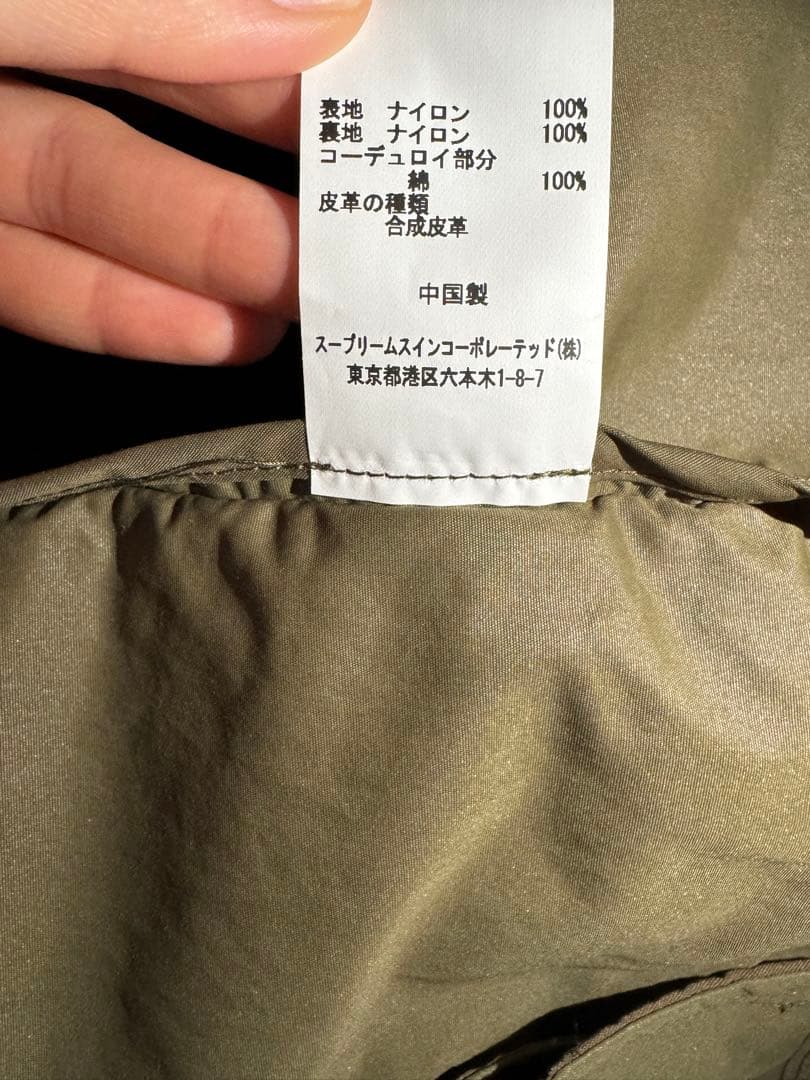 表地 ナイロン 100%
裏地 ナイロン 100%
コーデュロイ部分
綿 100%
皮革の種類
合成皮革
中国製
スープリームスインコーポレーテッド(株)
東京都港区六本木1-8-7